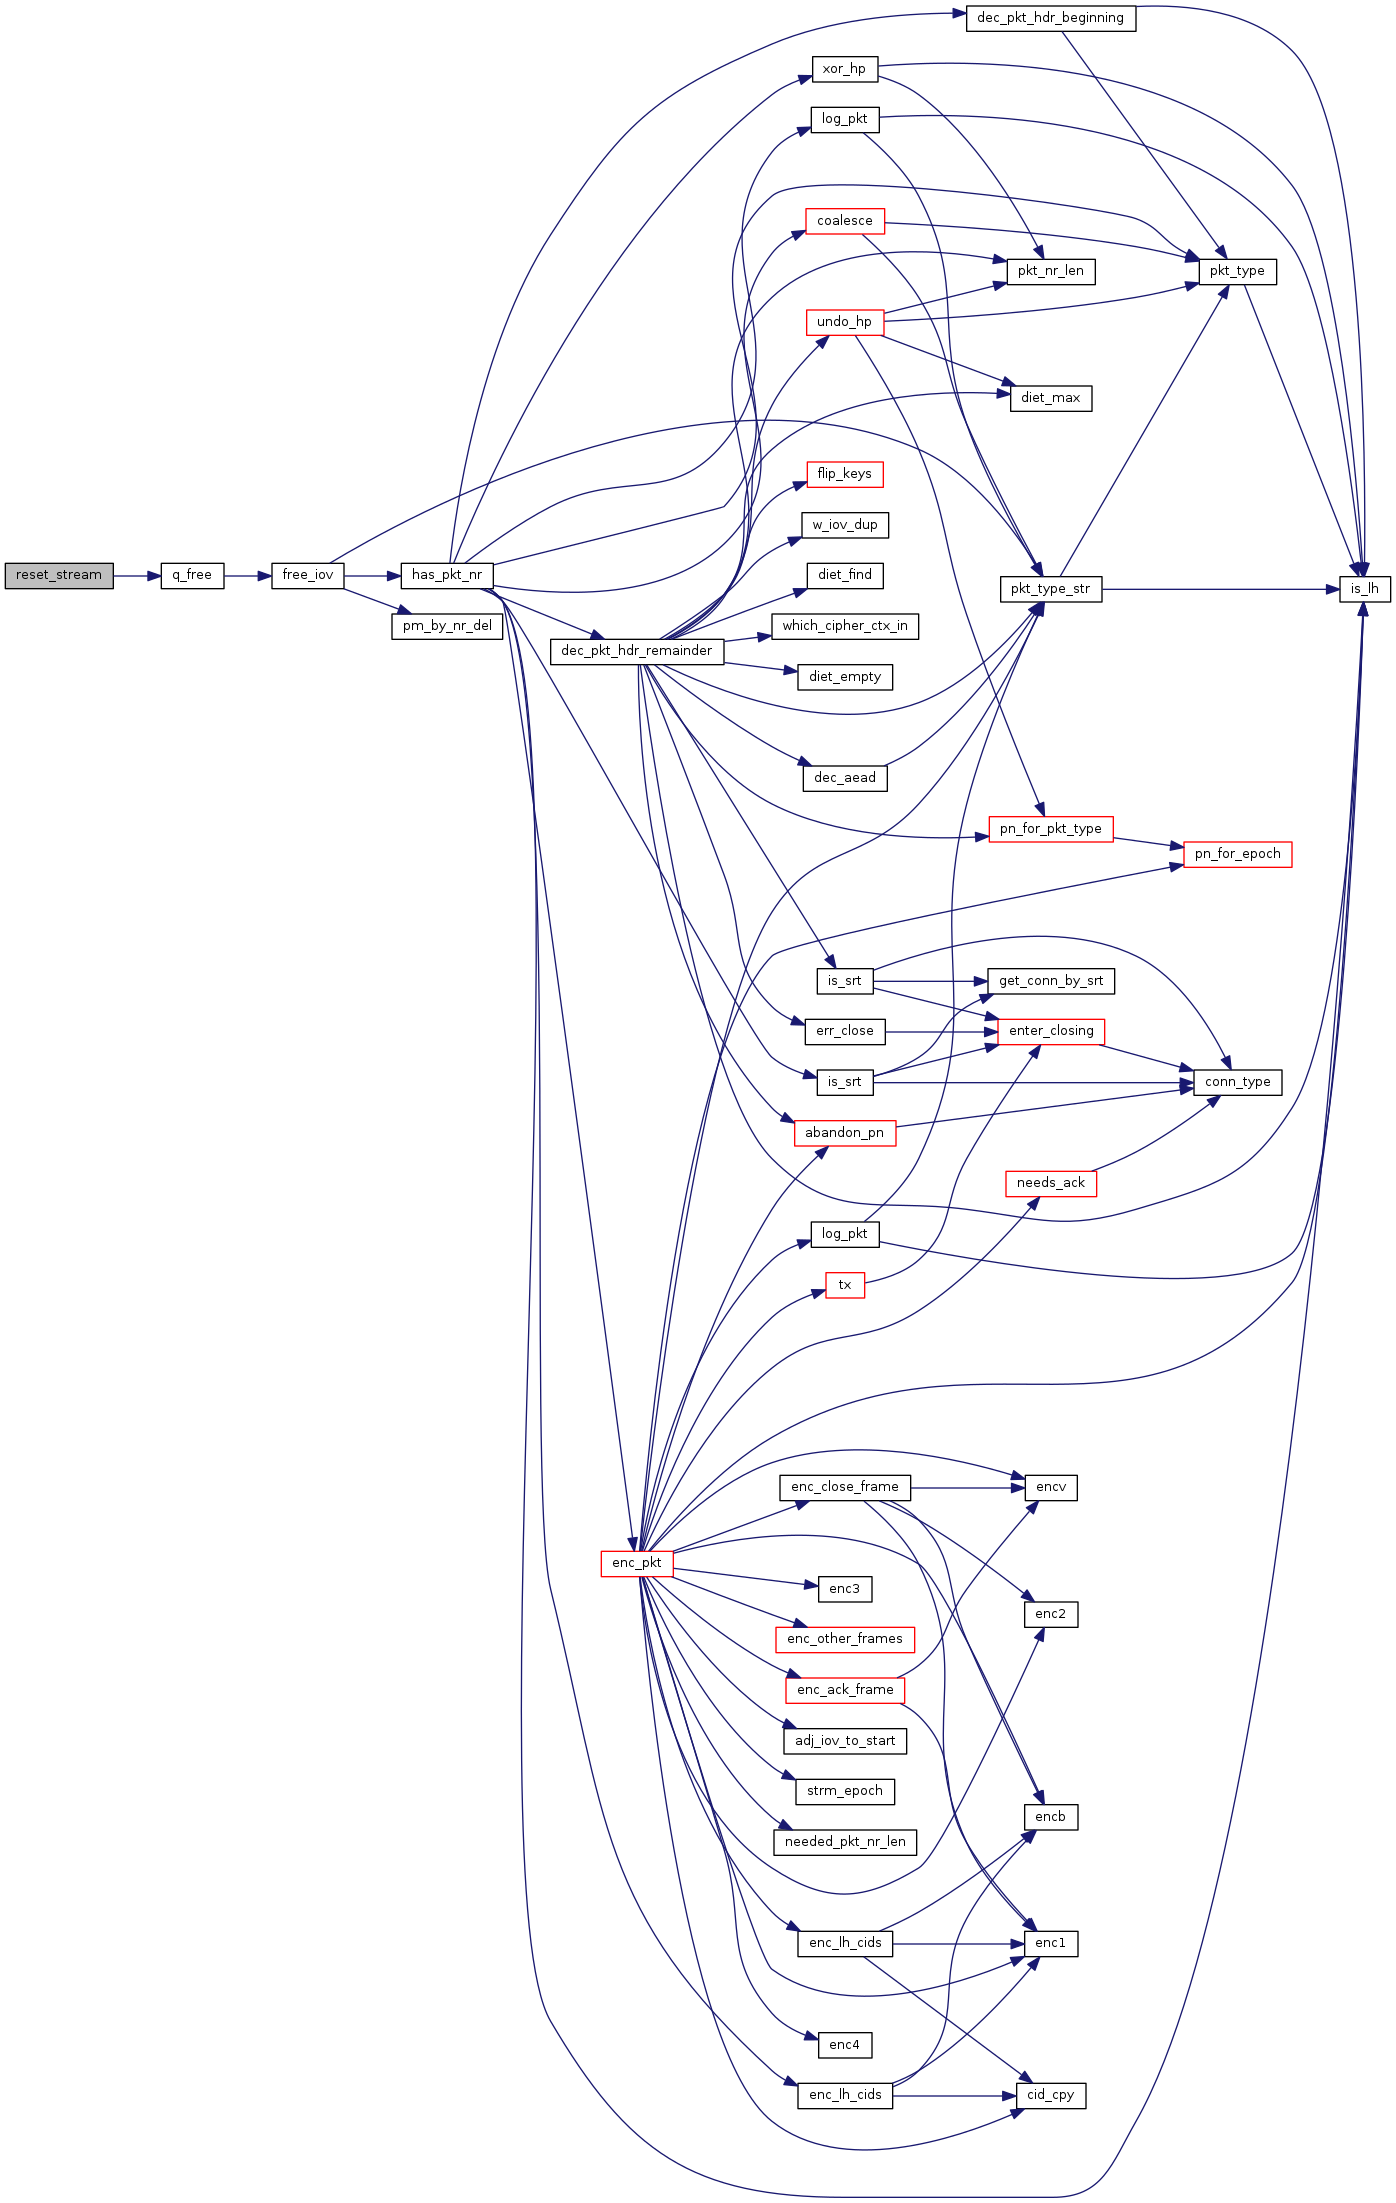 dec_pkt_hdr_beginning
xor_hp
log_pkt
coalesce
pkt_nr_len
pkt_type
undo_hp
diet_max
flip_keys
w_iov_dup
reset_stream
q_free
free_iov
has_pkt_nr
diet_find
pkt_type_str
is_lh
pm_by_nr_del
which_cipher_ctx_in
dec_pkt_hdr_remainder
diet_empty
dec_aead
pn_for_pkt_type
pn_for_epoch
is_srt
get_conn_by_srt
err_close
enter_closing
is_srt
conn_type
abandon_pn
needs_ack
log_pkt
tx
enc_close_frame
encv
enc_pkt
enc3
enc2
enc_other_frames
enc_ack_frame
adj_iov_to_start
strm_epoch
encb
needed_pkt_nr_len
enc_lh_cids
enc1
enc4
enc_lh_cids
cid_cpy